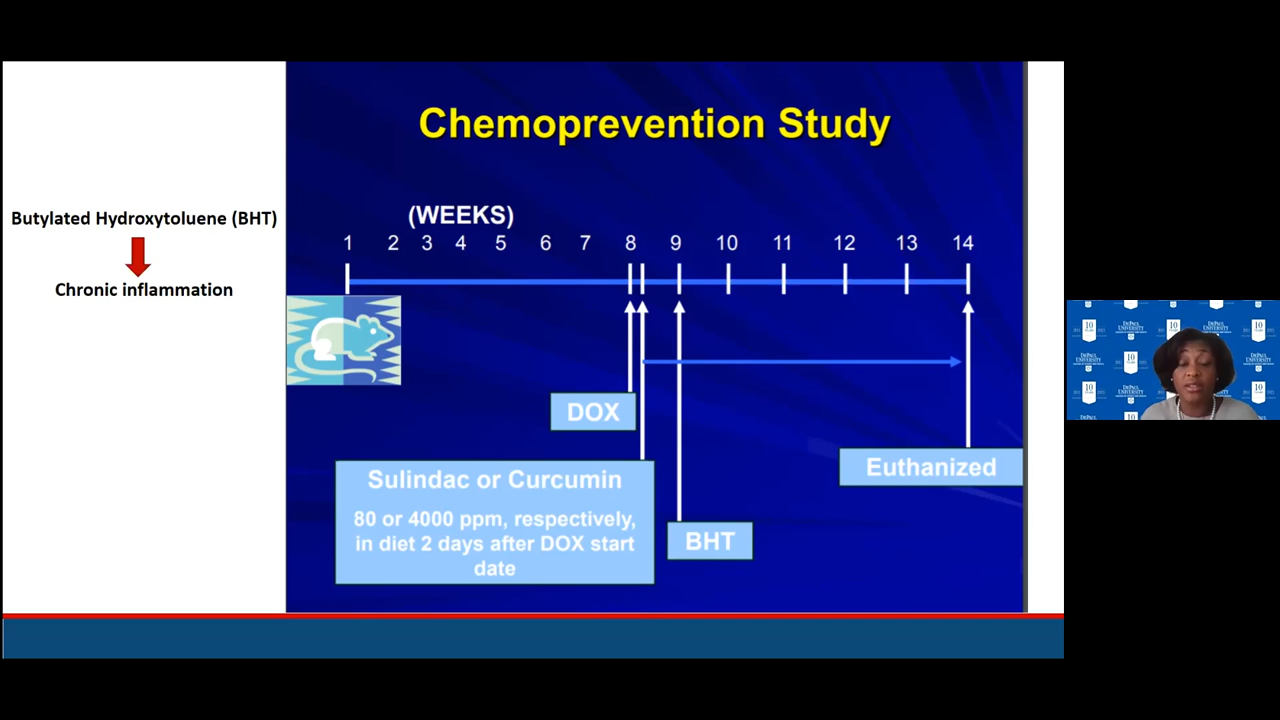 Chemoprevention Study
Butylated Hydroxytoluene (BHT)
Chronic inflammation
(WEEKS)
1 2 3 4 5 6 7 8 9 10 11 12 13 14
DOX
Sulindac or Curcumin
80 or 4000 ppm, respectively,
in diet 2 days after DOX start
date
BHT
Euthanized
DEPAUL
UNIVERSITY
10